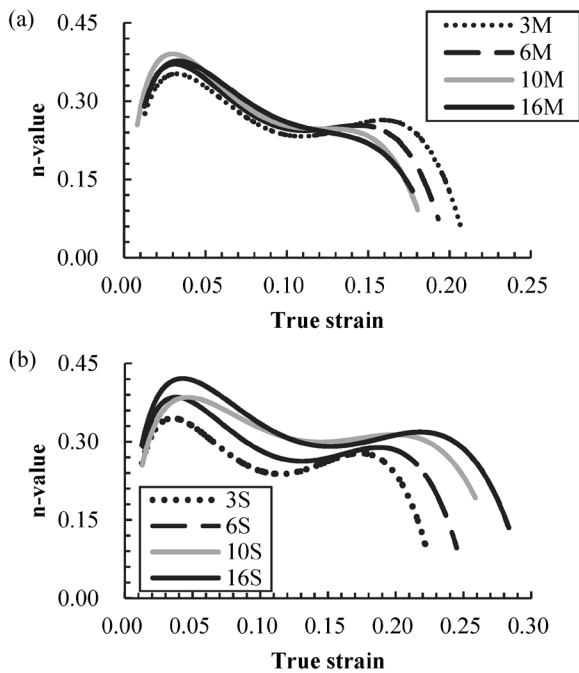 (a)
0.45
0.30
0.15
0.00
n-value
3M
6M
10M
16M
0.00 0.05 0.10 0.15 0.20 0.25
True strain
(b)
0.45
0.30
0.15
0.00
n-value
3S
6S
10S
16S
0.00 0.05 0.10 0.15 0.20 0.25 0.30
True strain